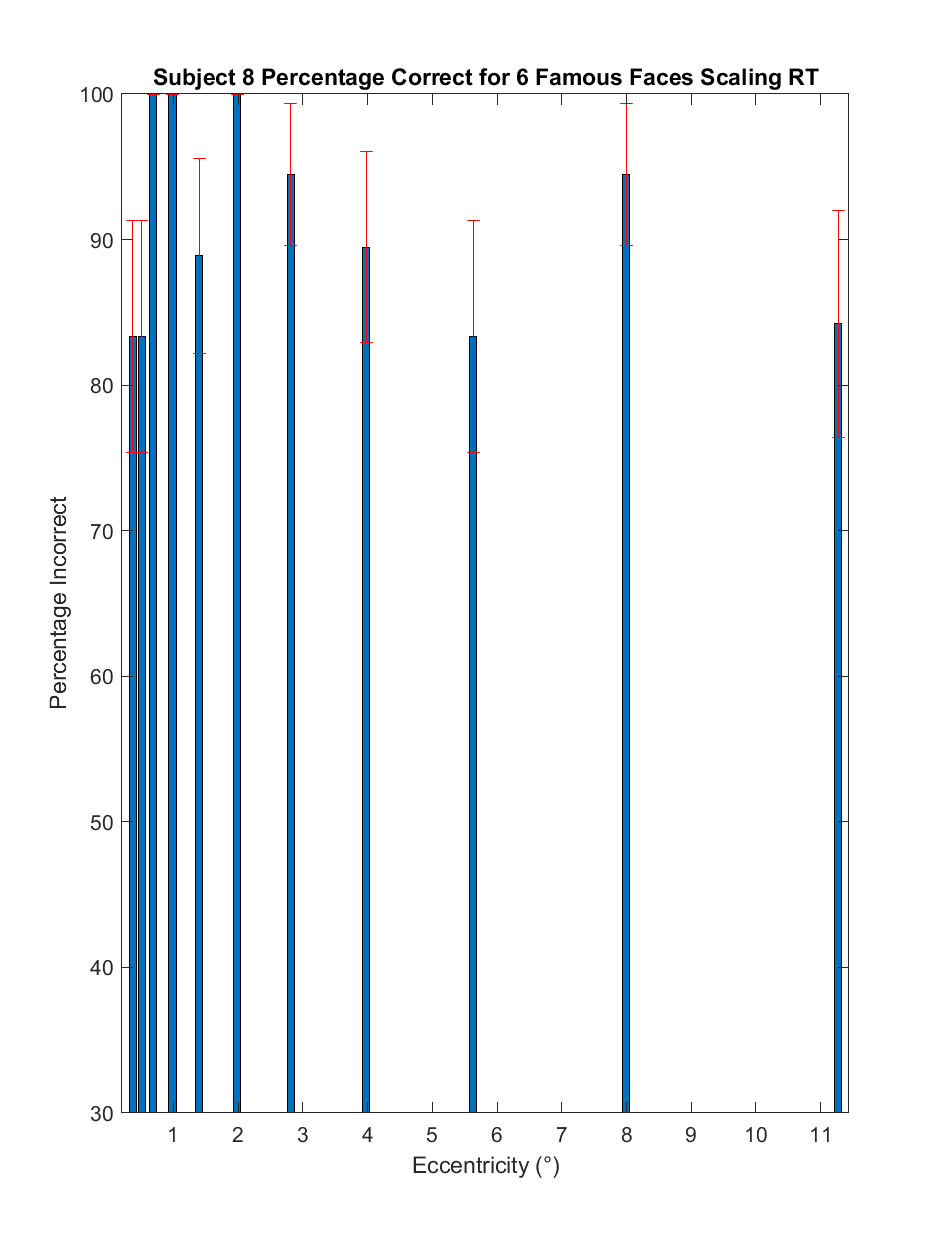 Subject 8 Percentage Correct for 6 Famous Faces Scaling RT
100
90
80
70
60
50
40
30
Percentage Incorrect
1 2 3 4 5 6 7 8 9 10 11
Eccentricity (°)